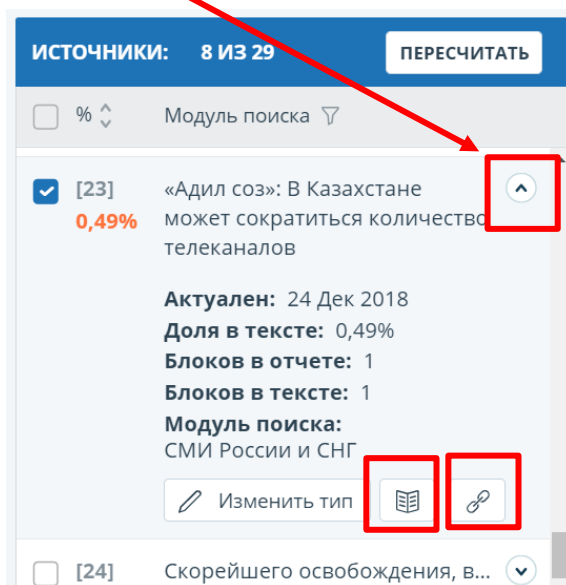 ИСТОЧНИКИ: 8 ИЗ 29 ПЕРЕСЧИТАТЬ
% Модуль поиска
[23] «Адил соз»: В Казахстане
0,49% может сократиться количество
телеканалов
Актуален: 24 Дек 2018
Доля в тексте: 0,49%
Блоков в отчете: 1
Блоков в тексте: 1
Модуль поиска:
СМИ России и СНГ
Изменить тип
[24] Скорейшего освобождения, в...